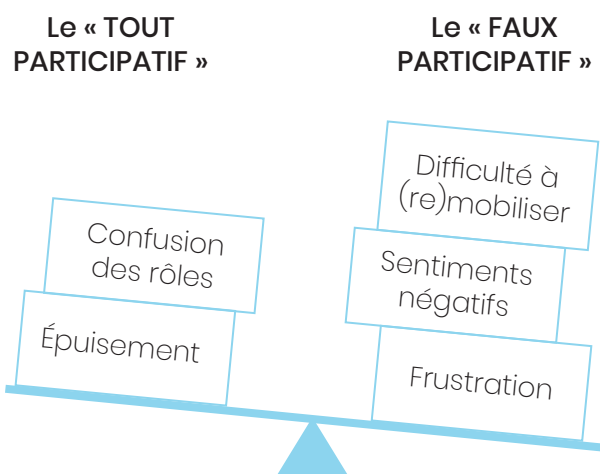 Le « TOUT
PARTICIPATIF »
Confusion
des rôles
Épuisement
Le « FAUX
PARTICIPATIF »
Difficulté à
(re)mobiliser
Sentiments
négatifs
Frustration